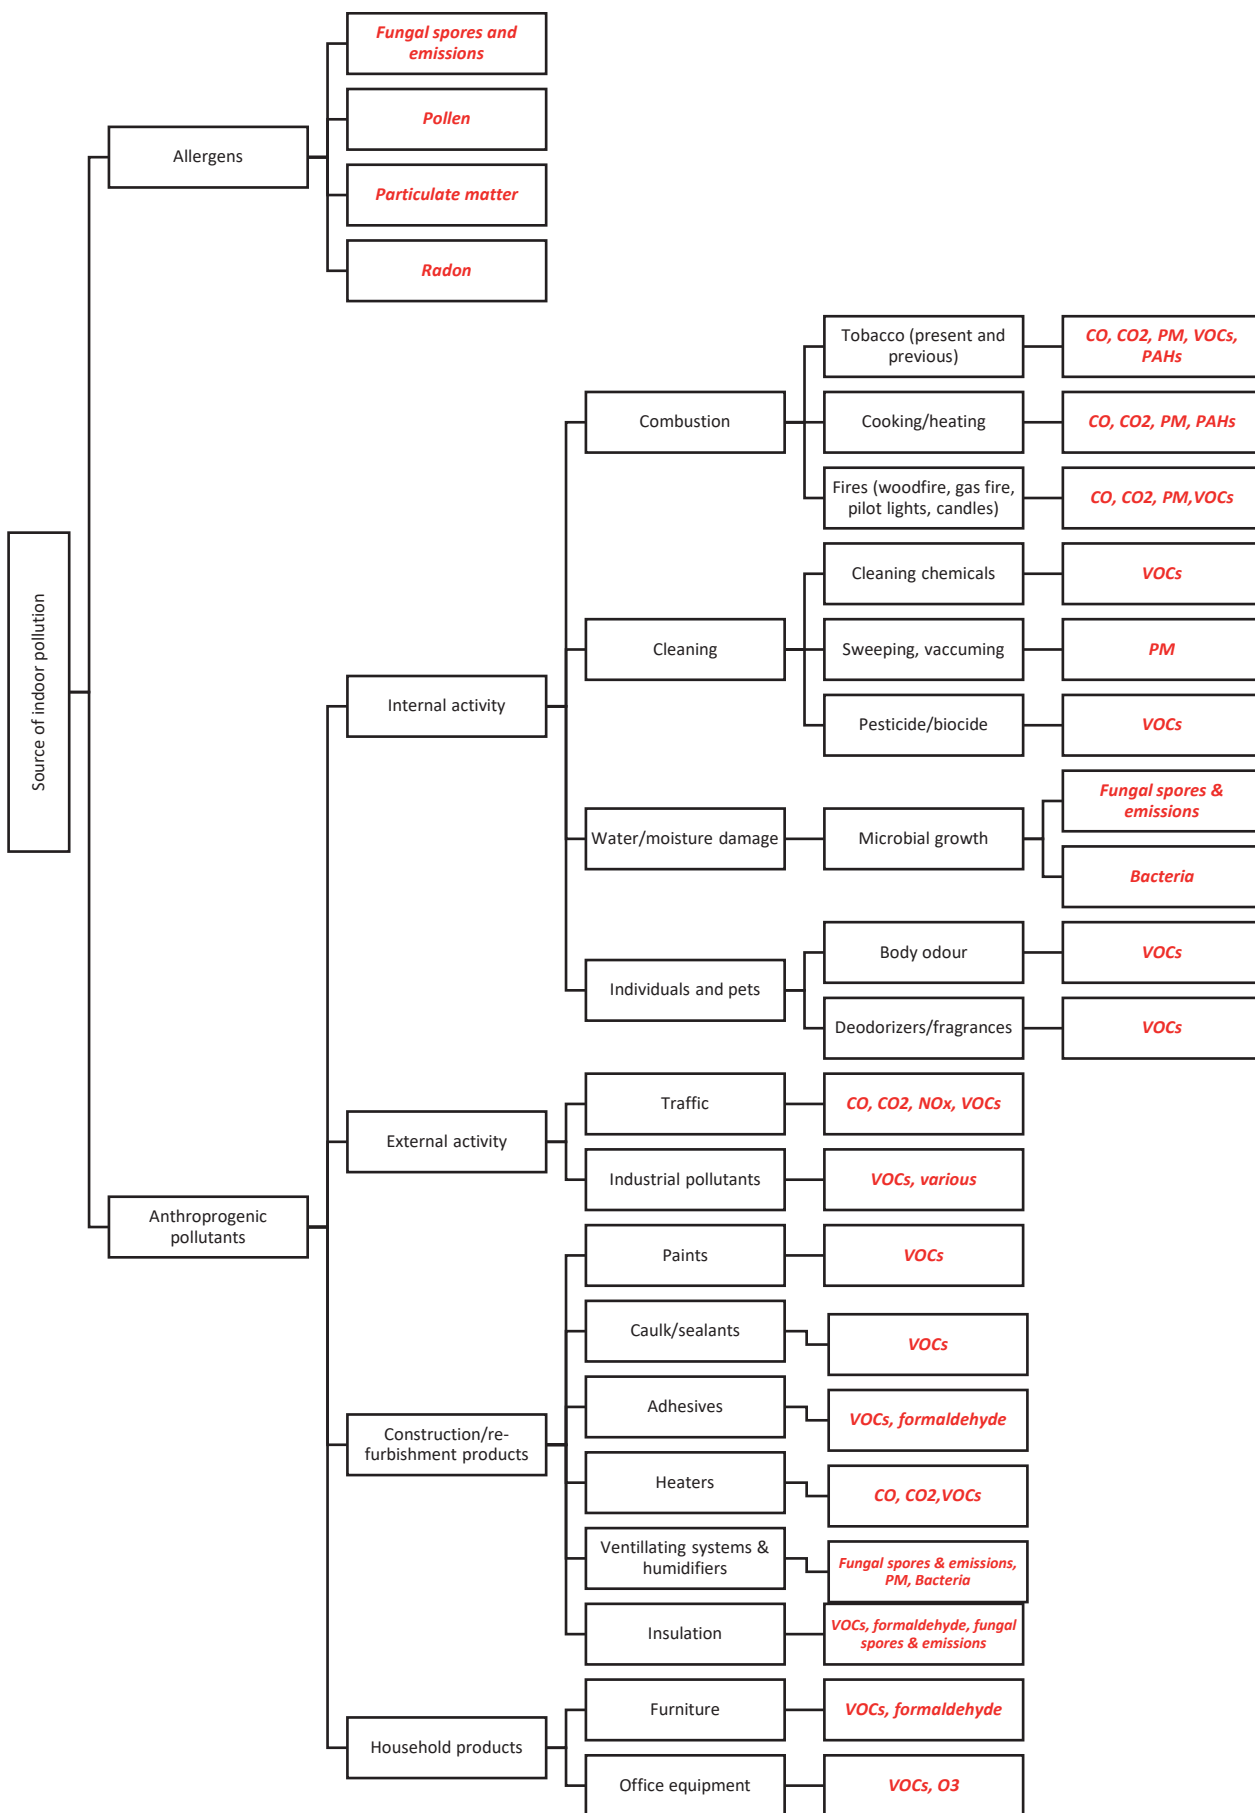 Source of indoor pollution
Allergens
Fungal spores and
emissions
Pollen
Particulate matter
Radon
Anthroprogenic
pollutants
Internal activity
Combustion
Tobacco (present and
previous)
CO, CO2, PM, VOCs,
PAHs
Cooking/heating
CO, CO2, PM, PAHs
Fires (woodfire, gas fire,
pilot lights, candles)
CO, CO2, PM,VOCs
Cleaning
Cleaning chemicals
VOCs
Sweeping, vaccuming
PM
Pesticide/biocide
VOCs
Water/moisture damage
Microbial growth
Fungal spores &
emissions
Bacteria
Individuals and pets
Body odour
VOCs
Deodorizers/fragrances
VOCs
External activity
Traffic
CO, CO2, NOx, VOCs
Industrial pollutants
VOCs, various
Construction/re-
furbishment products
Paints
VOCs
Caulk/sealants
VOCs
Adhesives
VOCs, formaldehyde
Heaters
CO, CO2,VOCs
Ventillating systems &
humidifiers
Fungal spores & emissions,
PM, Bacteria
Insulation
VOCs, formaldehyde, fungal
spores & emissions
Household products
Furniture
VOCs, formaldehyde
Office equipment
VOCs, O3